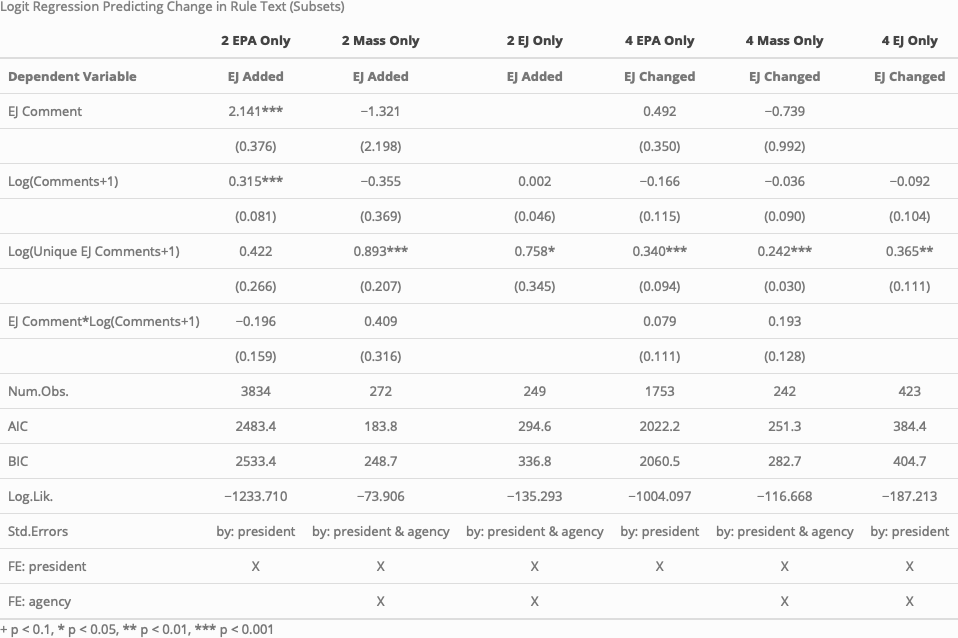 Logit Regression Predicting Change in Rule Text (Subsets)
2 EPA Only 2 Mass Only 2 EJ Only 4 EPA Only 4 Mass Only 4 EJ Only
Dependent Variable EJ Added EJ Added EJ Added EJ Changed EJ Changed EJ Changed
EJ Comment 2.141*** −1.321 0.492 −0.739
(0.376) (2.198) (0.350) (0.992)
Log(Comments+1) 0.315*** −0.355 0.002 −0.166 −0.036 −0.092
(0.081) (0.369) (0.046) (0.115) (0.090) (0.104)
Log(Unique EJ Comments+1) 0.422 0.893*** 0.758* 0.340*** 0.242*** 0.365**
(0.266) (0.207) (0.345) (0.094) (0.030) (0.111)
EJ Comment*Log(Comments+1) −0.196 0.409 0.079 0.193
(0.159) (0.316) (0.111) (0.128)
Num.Obs. 3834 272 249 1753 242 423
AIC 2483.4 183.8 294.6 2022.2 251.3 384.4
BIC 2533.4 248.7 336.8 2060.5 282.7 404.7
Log.Lik. −1233.710 −73.906 −135.293 −1004.097 −116.668 −187.213
Std.Errors by: president by: president & agency by: president & agency by: president by: president & agency by: president
FE: president X X X X X X
FE: agency X X X X
+ p < 0.1, * p < 0.05, ** p < 0.01, *** p < 0.001